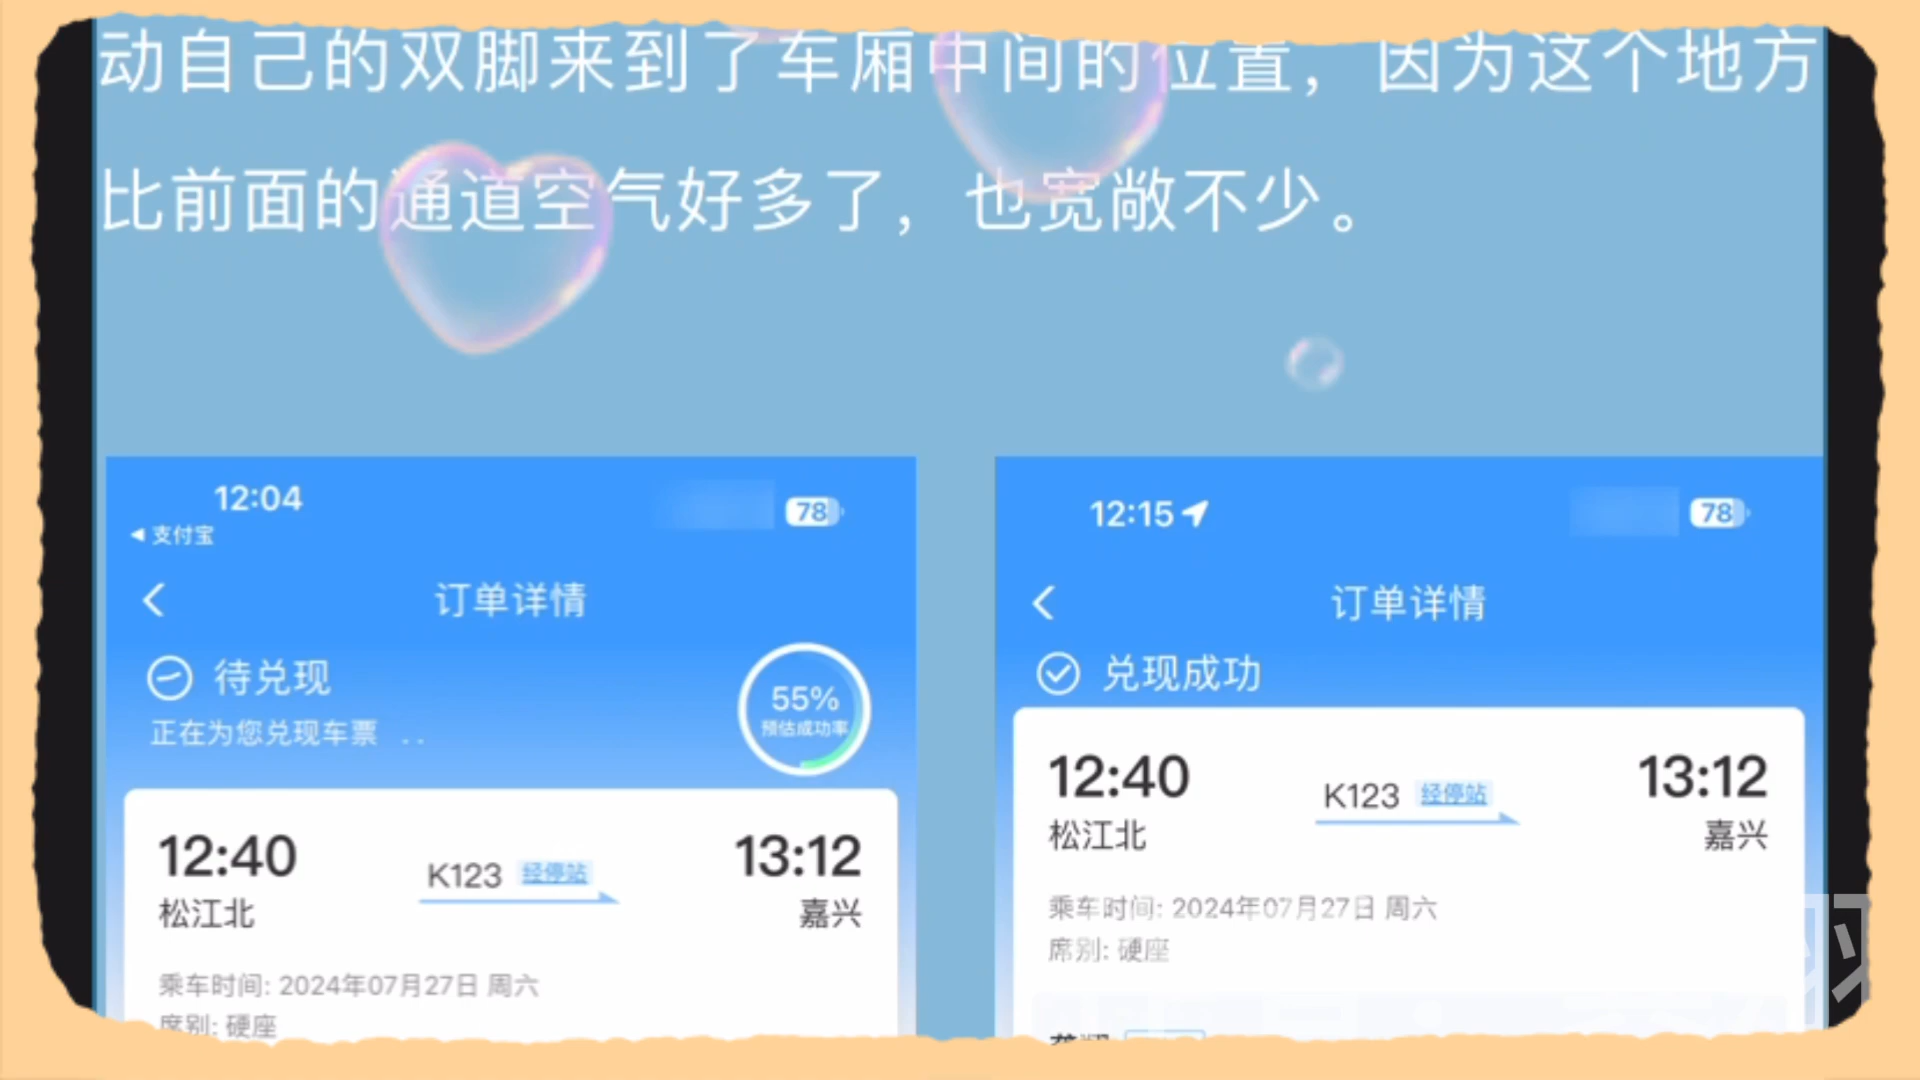 动自己的双脚来到了车厢中间的位置，因为这个地方
比前面的通道空气好多了，也宽敞不少。
12:04
78
支付宝
订单详情
待兑现
正在为您兑现车票 ..
55%
预估成功率
12:40
K123 经停站
13:12
松江北
嘉兴
乘车时间: 2024年07月27日 周六
席别: 硬座
12:15
78
订单详情
兑现成功
12:40
K123 经停站
13:12
松江北
嘉兴
乘车时间: 2024年07月27日 周六
席别: 硬座